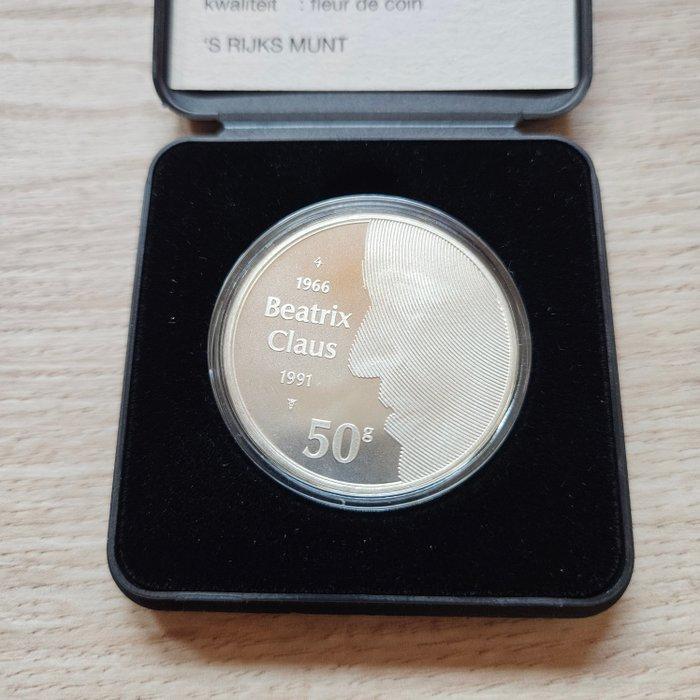 kwaliteit : fleur de coin
'S RIJKS MUNT
4
1966
Beatrix
Claus
1991
50g